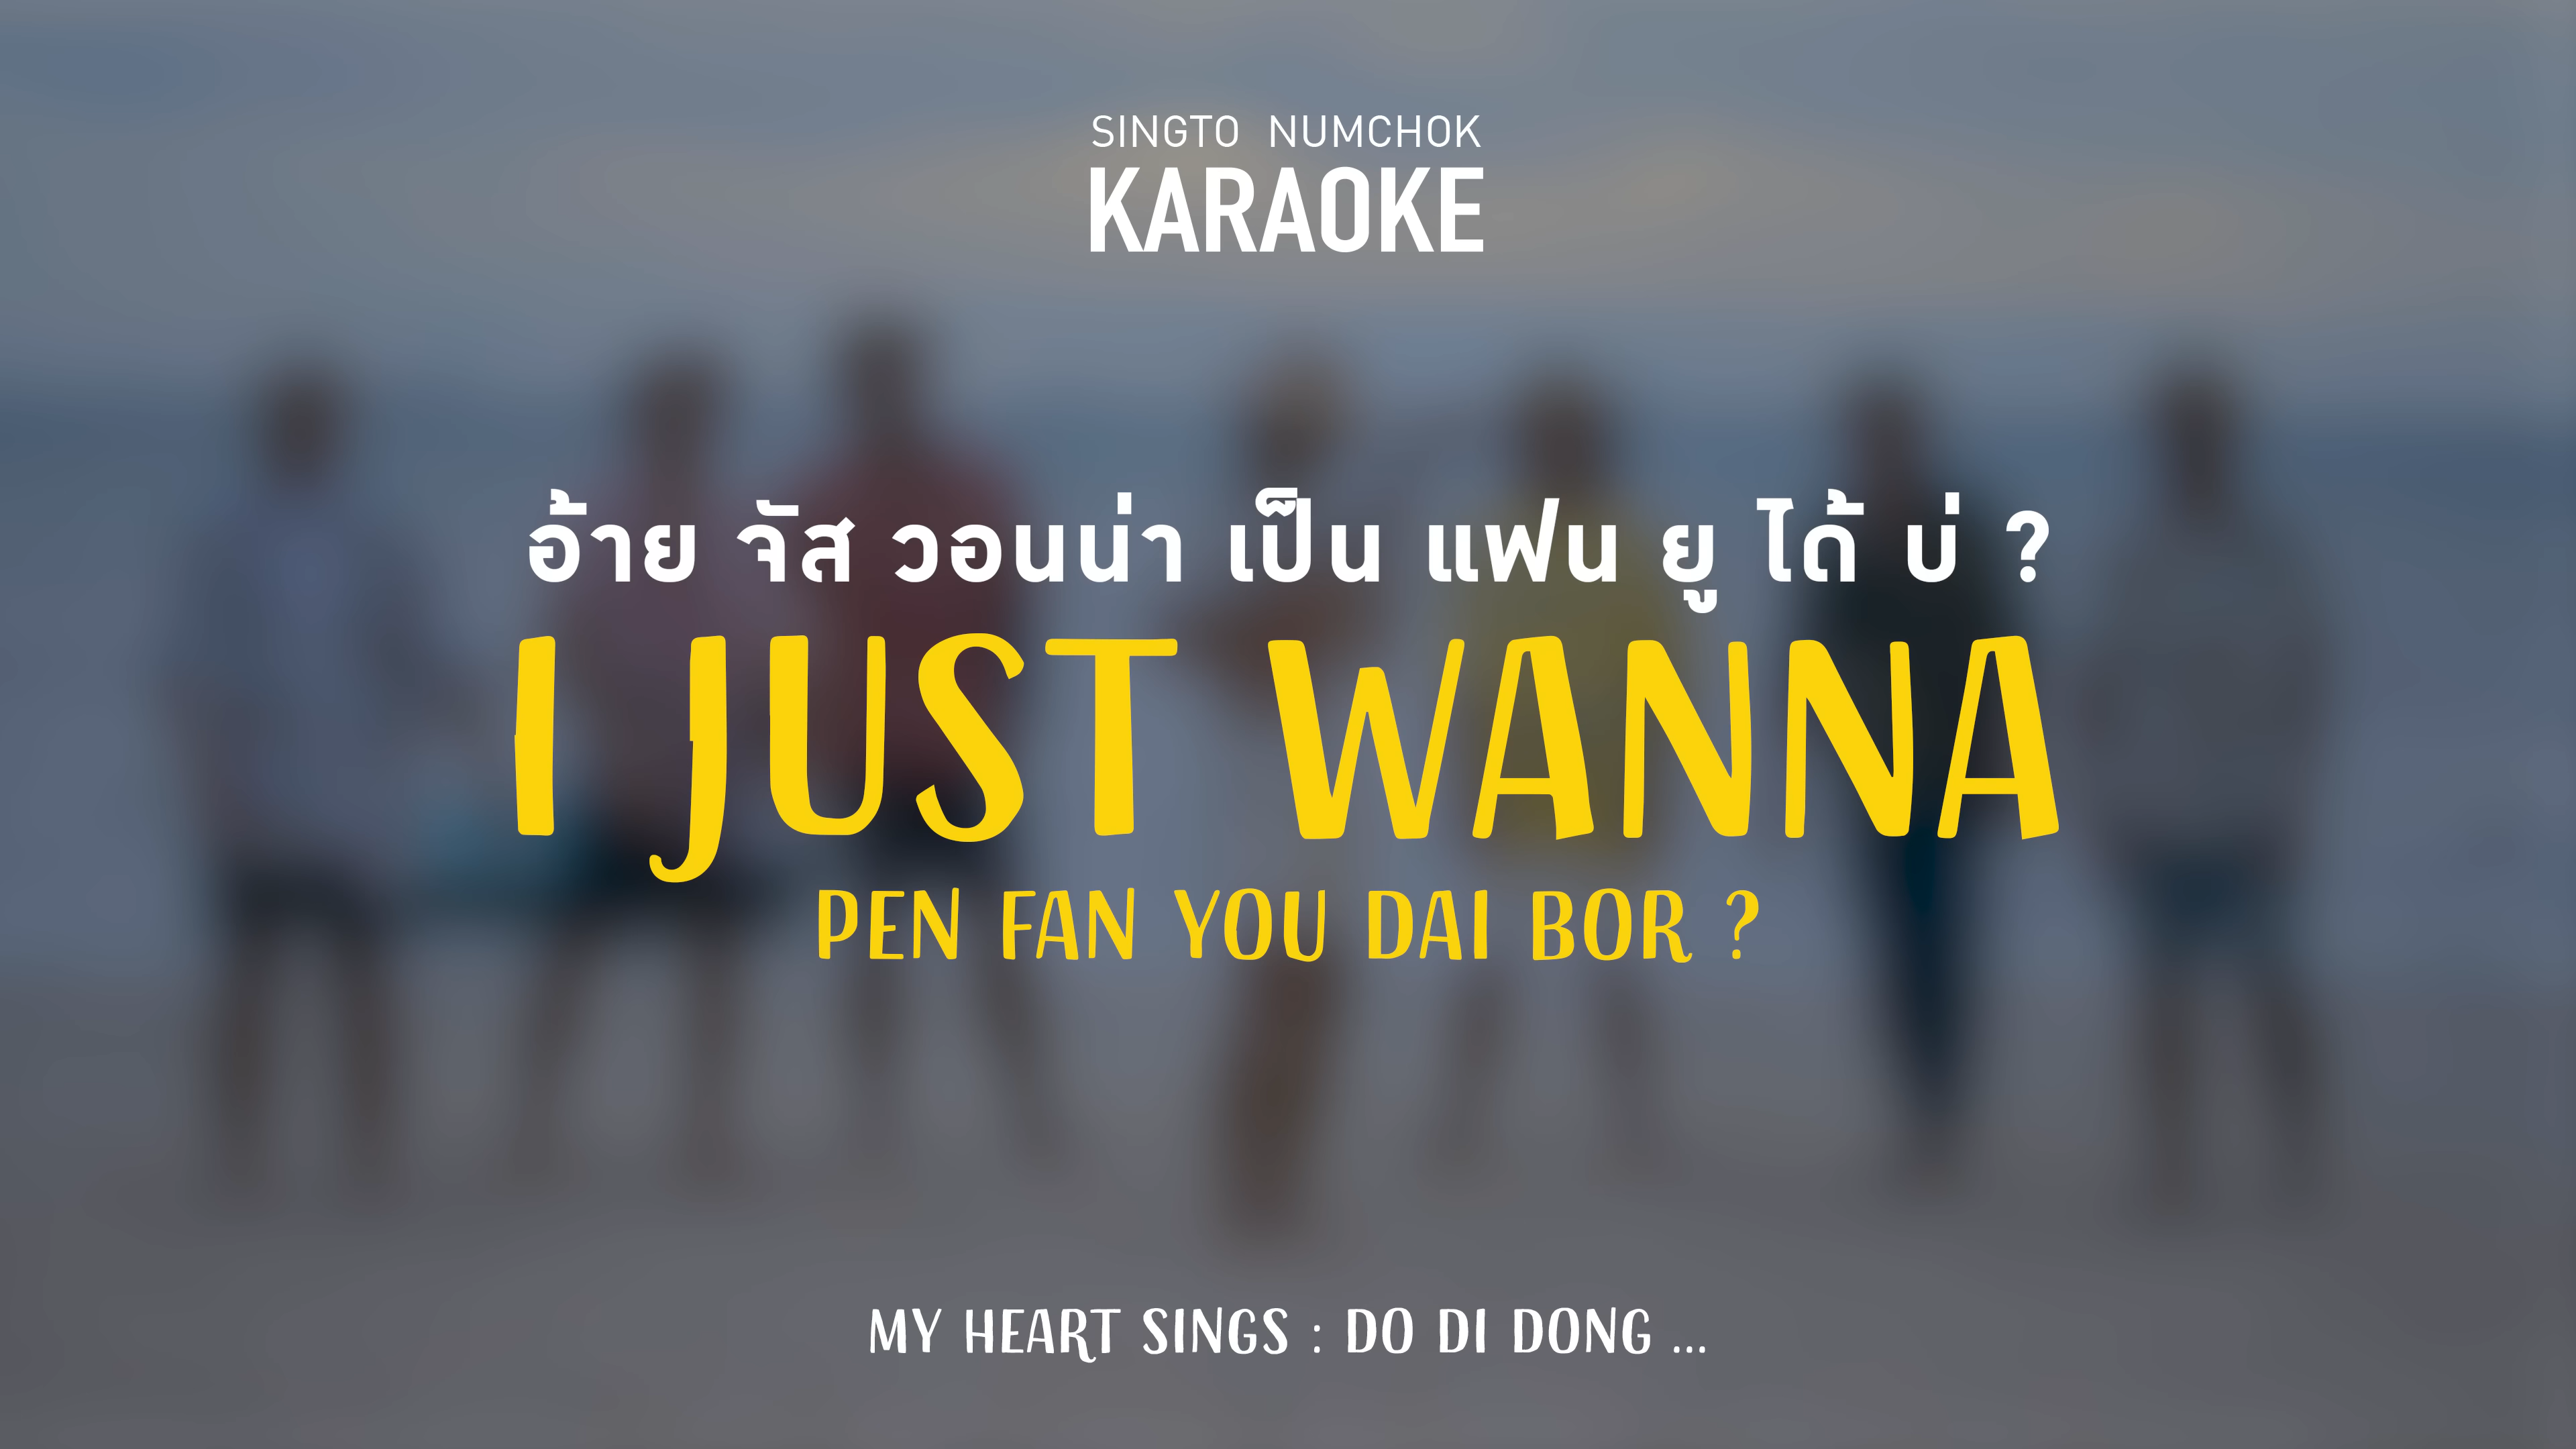 SINGTO NUMCHOK
KARAOKE
อ้าย จัส วอนน่า เป็น แฟน ยู ได้ บ่ ?
I JUST WANNA
PEN FAN YOU DAI BOR ?
MY HEART SINGS : DO DI DONG ...